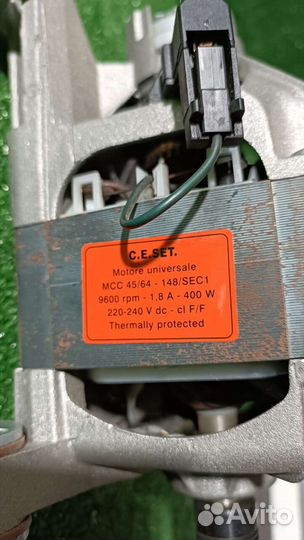 C.E.SET.
Motore universale
MCC 45/64 - 148/SEC1
9600 rpm - 1,8 A - 400 W
220-240 V dc - cl F/F
Thermally protected
Avito